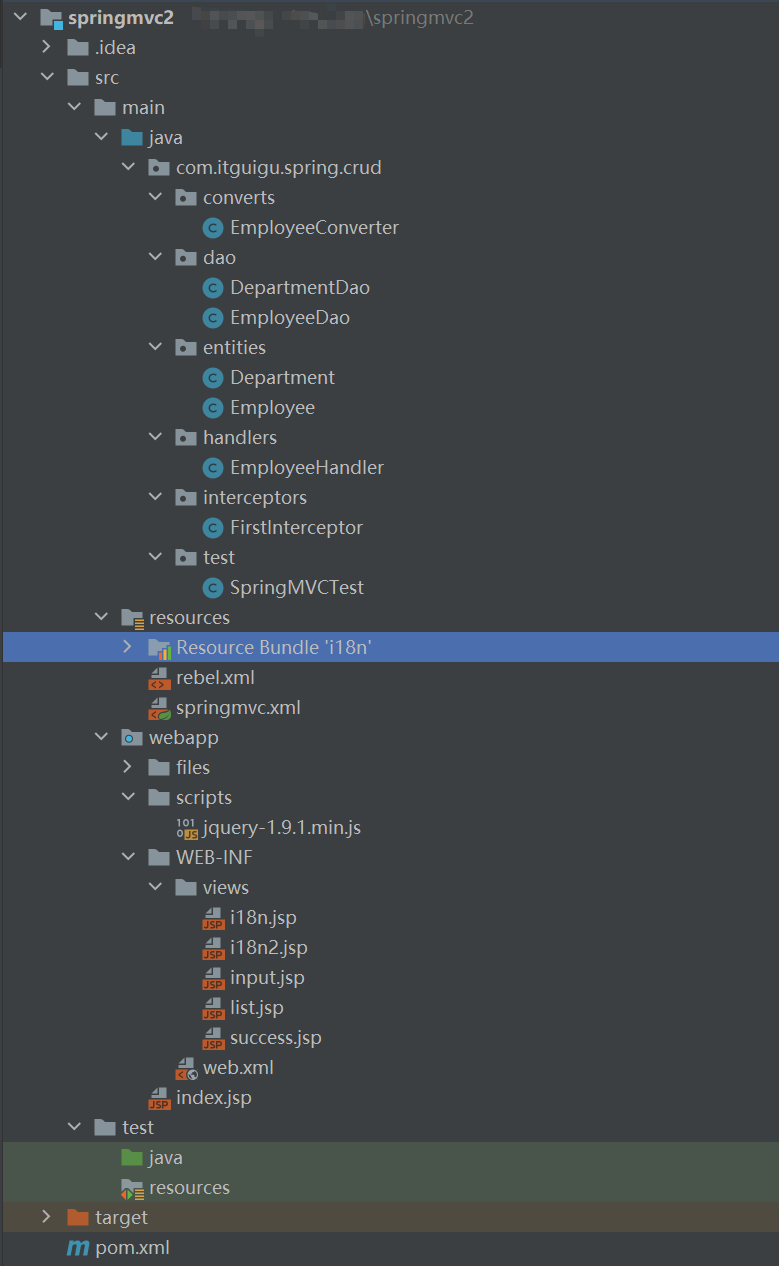 springmvc2 \springmvc2
.idea
src
main
java
com.itguigu.spring.crud
converts
EmployeeConverter
dao
DepartmentDao
EmployeeDao
entities
Department
Employee
handlers
EmployeeHandler
interceptors
FirstInterceptor
test
SpringMVCTest
resources
Resource Bundle 'i18n'
rebel.xml
springmvc.xml
webapp
files
scripts
jquery-1.9.1.min.js
WEB-INF
views
i18n.jsp
i18n2.jsp
input.jsp
list.jsp
success.jsp
web.xml
index.jsp
test
java
resources
target
pom.xml